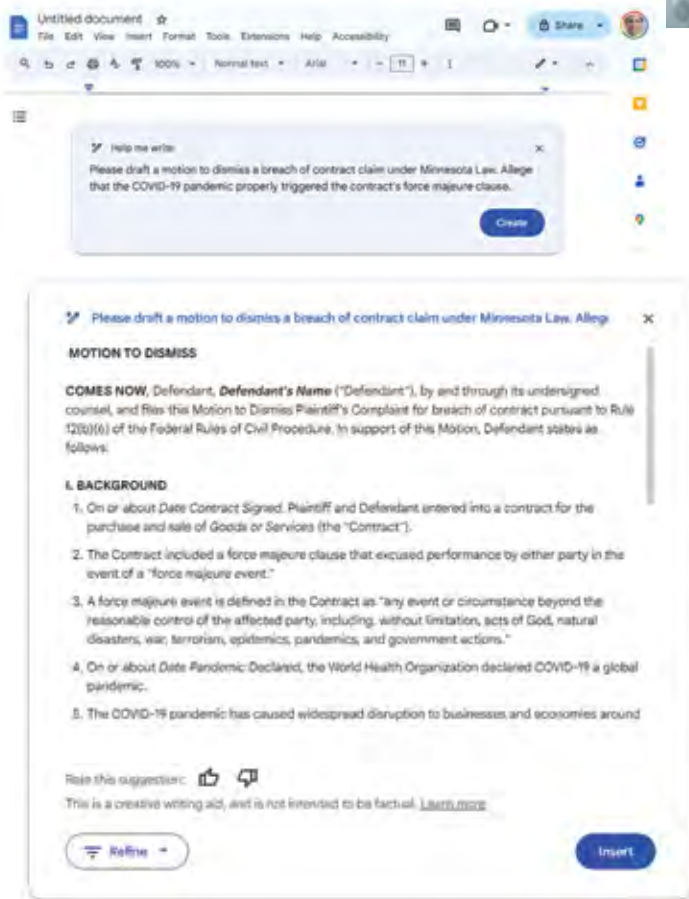 Untitled document
Share
File Edit View Insert Format Tools Extensions Help Accessibility
100% Normal text Arial - 11 +
Help me write
Please draft a motion to dismiss a breach of contract claim under Minnesota Law. Allege
that the COVID-19 pandemic properly triggered the contract's force majeure clause.
Create
Please draft a motion to dismiss a breach of contract claim under Minnesota Law. Allege
MOTION TO DISMISS
COMES NOW, Defendant, Defendant's Name ("Defendant"), by and through its undersigned
counsel, and files this Motion to Dismiss Plaintiff's Complaint for breach of contract pursuant to Rule
12(b)(6) of the Federal Rules of Civil Procedure. In support of this Motion, Defendant states as
follows:
I. BACKGROUND
1. On or about Date Contract Signed, Plaintiff and Defendant entered into a contract for the
purchase and sale of Goods or Services (the "Contract").
2. The Contract included a force majeure clause that excused performance by either party in the
event of a "force majeure event."
3. A force majeure event is defined in the Contract as "any event or circumstance beyond the
reasonable control of the affected party, including, without limitation, acts of God, natural
disasters, war, terrorism, epidemics, pandemics, and government actions."
4. On or about Date Pandemic Declared, the World Health Organization declared COVID-19 a global
pandemic.
5. The COVID-19 pandemic has caused widespread disruption to businesses and economies around
Rate this suggestion:
This is a creative writing aid, and is not intended to be factual. Learn more
Refine
Insert